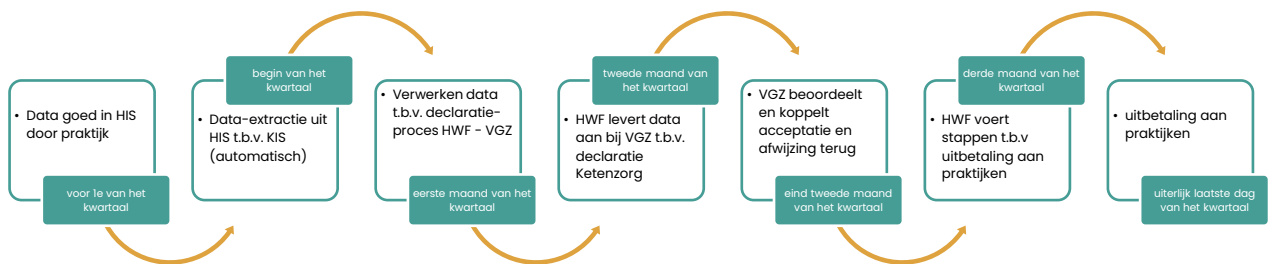 • Data goed in HIS
door praktijk
voor 1e van het
kwartaal
begin van het
kwartaal
• Data-extractie uit
HIS t.b.v. KIS
(automatisch)
• Verwerken data
t.b.v. declaratie-
proces HWF - VGZ
eerste maand van het
kwartaal
tweede maand van
het kwartaal
• HWF levert data
aan bij VGZ t.b.v.
declaratie
Ketenzorg
• VGZ beoordeelt
en koppelt
acceptatie en
afwijzing terug
eind tweede maand
van het kwartaal
derde maand van het
kwartaal
• HWF voert
stappen t.b.v
uitbetaling aan
praktijken
• uitbetaling aan
praktijken
uiterlijk laatste dag
van het kwartaal